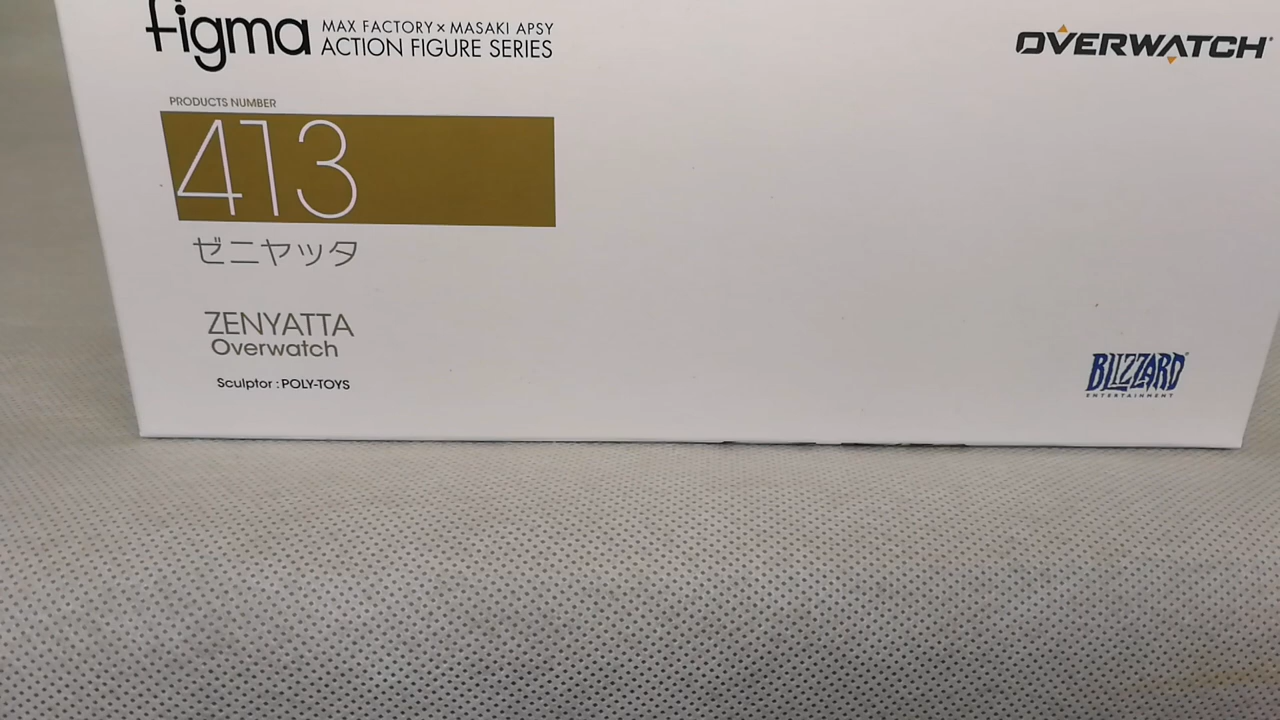 figma
MAX FACTORY × MASAKI APSY
ACTION FIGURE SERIES
OVERWATCH
PRODUCTS NUMBER
413
ゼニヤッタ
ZENYATTA
Overwatch
Sculptor : POLY-TOYS
BLIZZARD
ENTERTAINMENT